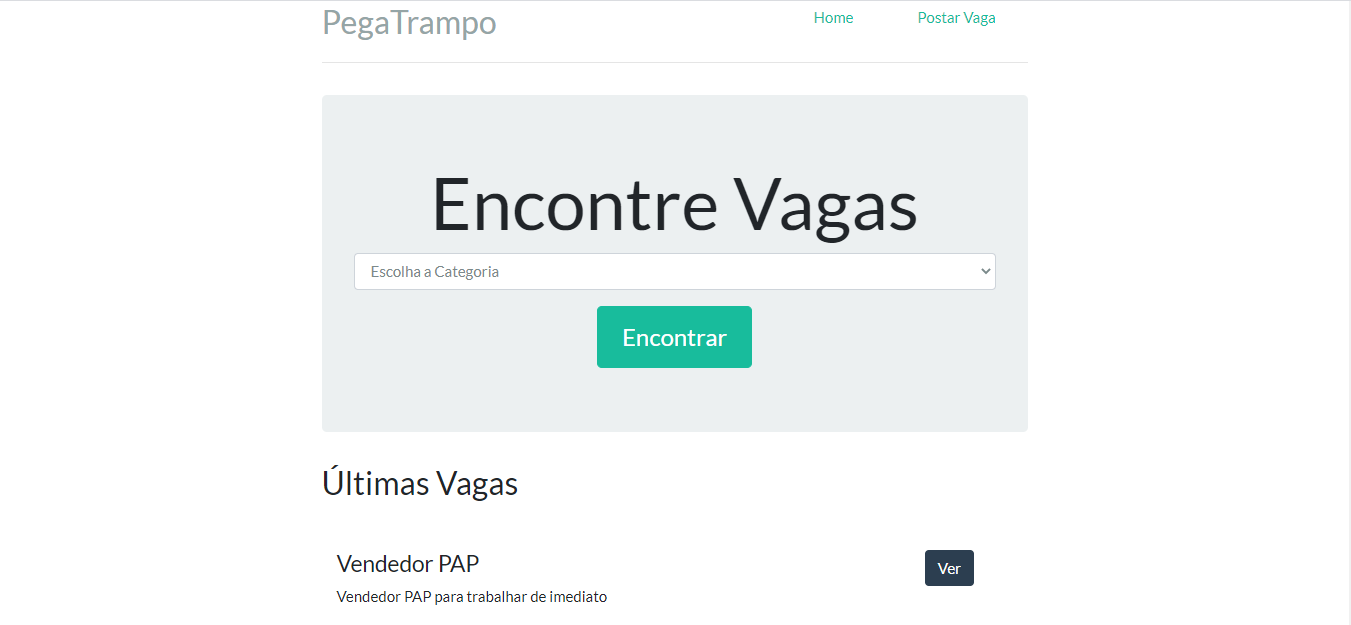 PegaTrampo
Home
Postar Vaga
Encontre Vagas
Escolha a Categoria
Encontrar
Últimas Vagas
Vendedor PAP
Ver
Vendedor PAP para trabalhar de imediato